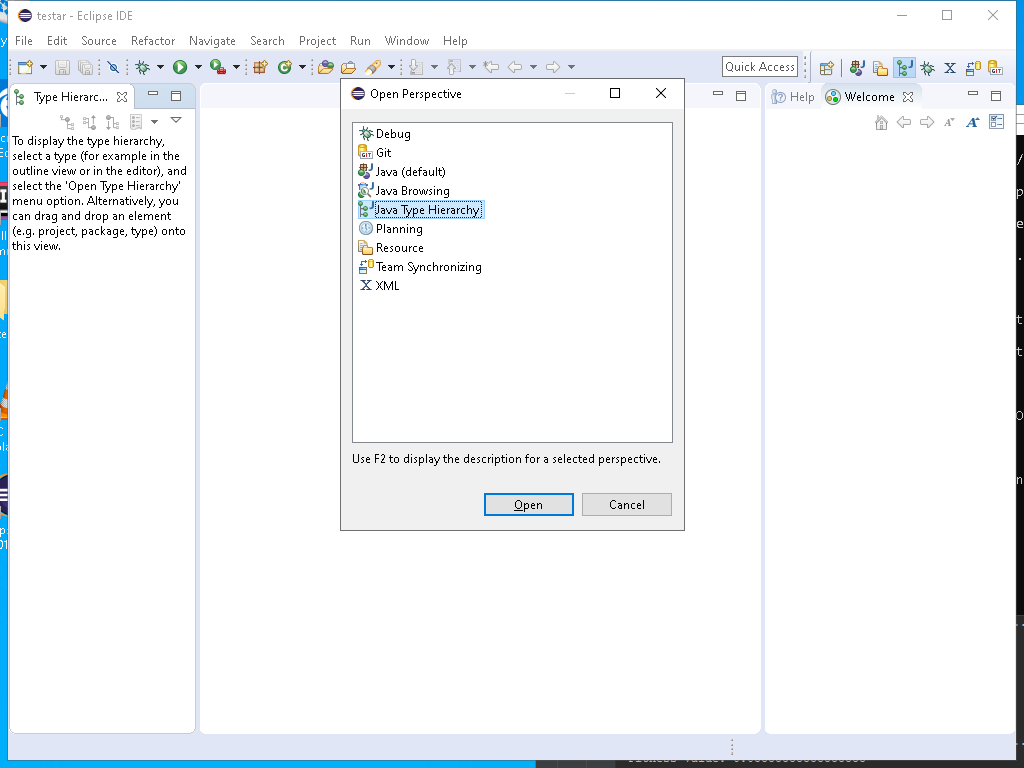 testar - Eclipse IDE
File Edit Source Refactor Navigate Search Project Run Window Help
Quick Access
Type Hierarc...
To display the type hierarchy,
select a type (for example in the
outline view or in the editor), and
select the 'Open Type Hierarchy'
menu option. Alternatively, you
can drag and drop an element
(e.g. project, package, type) onto
this view.
Open Perspective
Debug
Git
Java (default)
Java Browsing
Java Type Hierarchy
Planning
Resource
Team Synchronizing
X XML
Use F2 to display the description for a selected perspective.
Open Cancel
Help Welcome